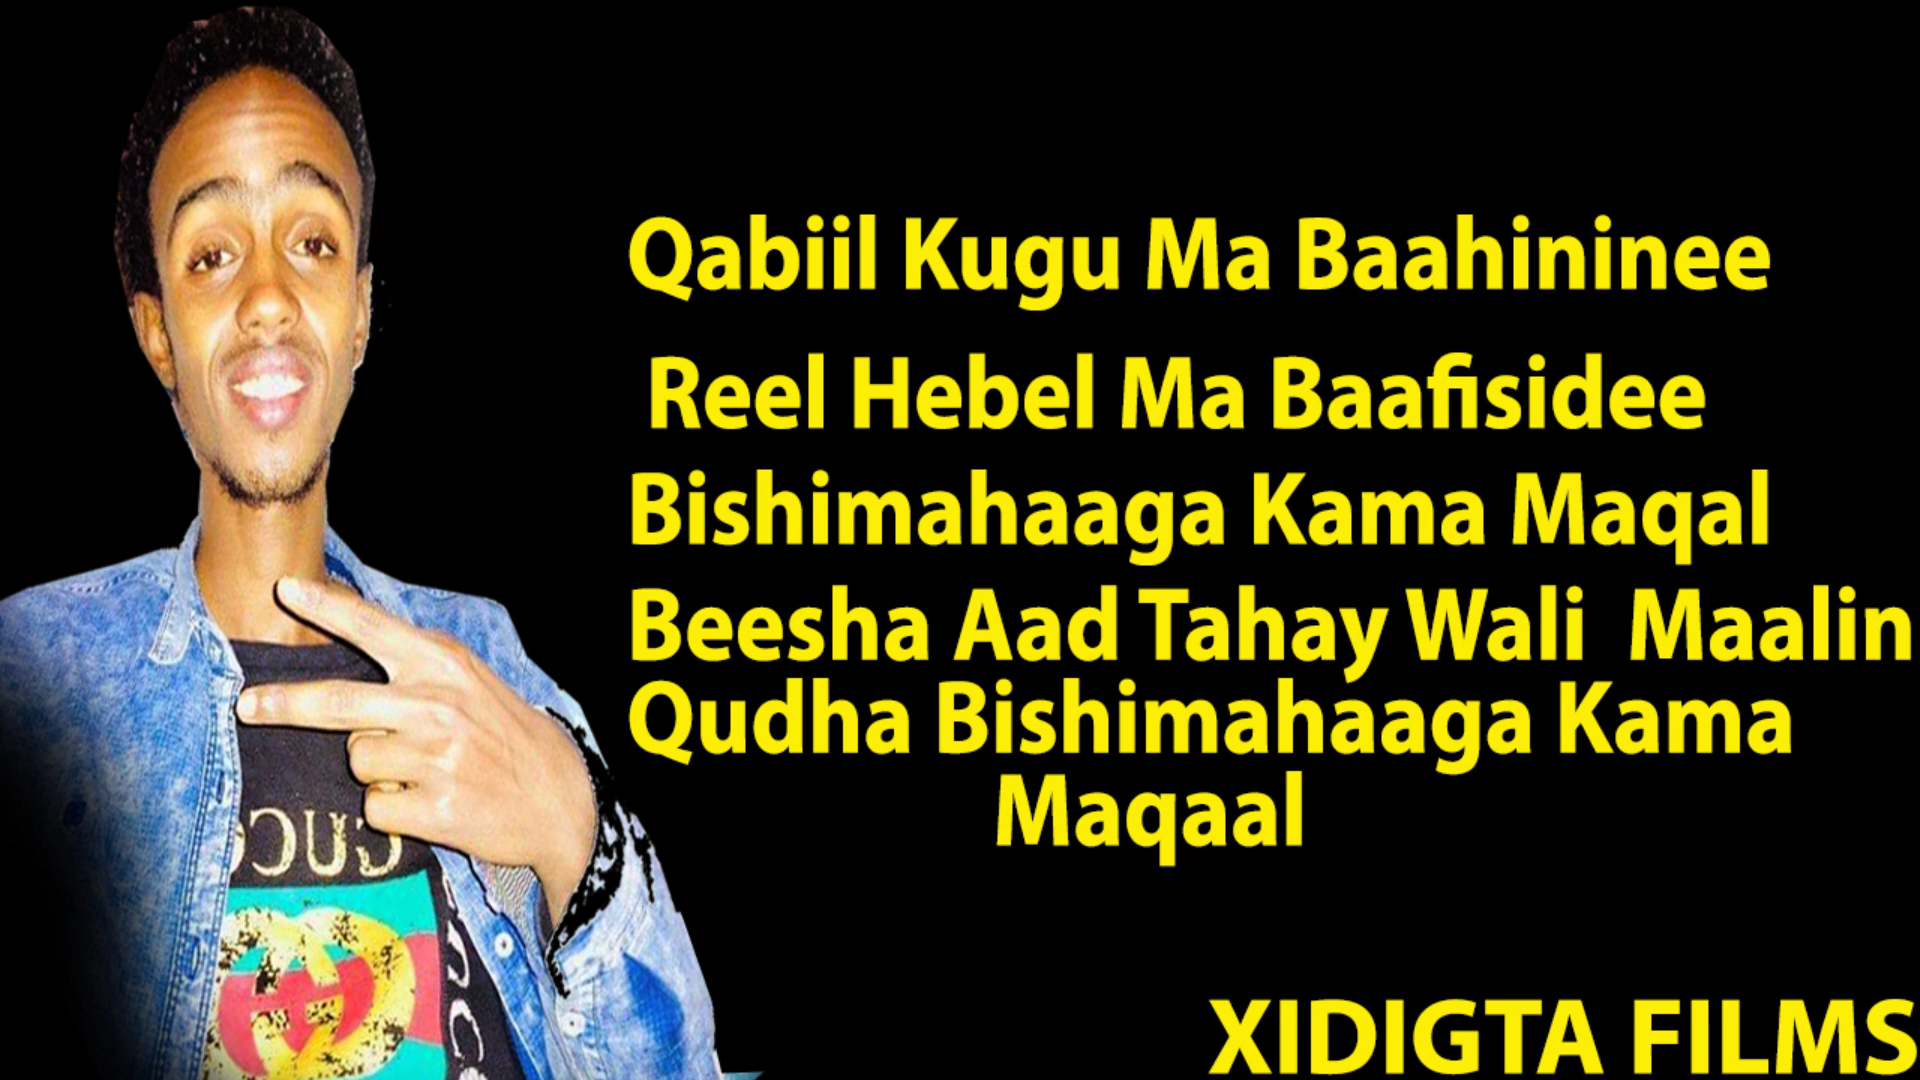 Qabiil Kugu Ma Baahininee
Reel Hebel Ma Baafisidee
Bishimahaaga Kama Maqal
Beesha Aad Tahay Wali Maalin
Qudha Bishimahaaga Kama
Maqaal
GUCC
XIDIGTA FILMS